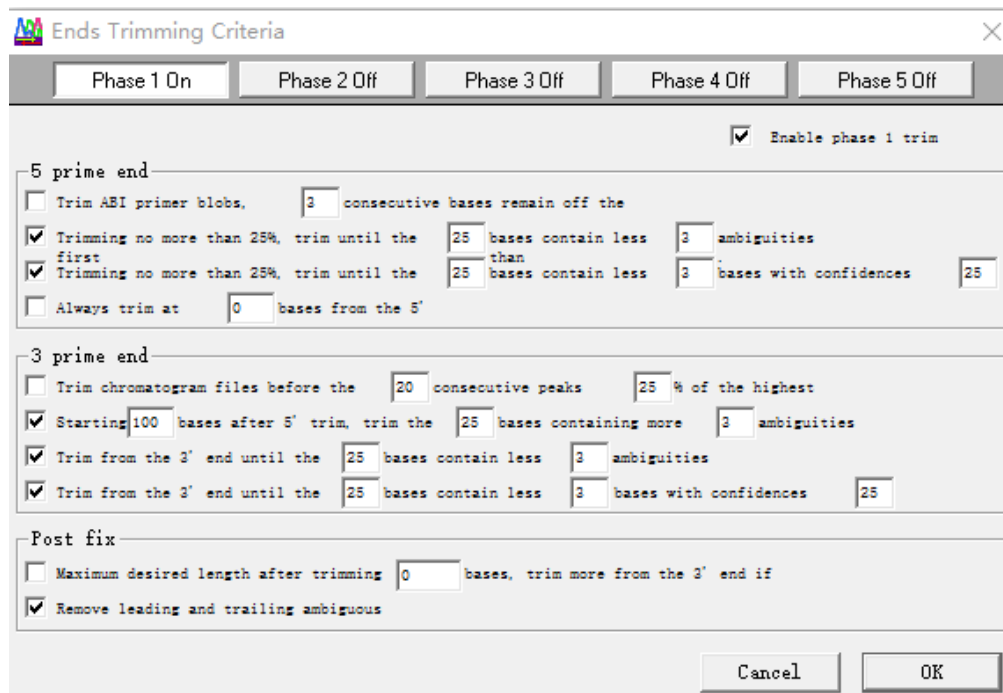 Ends Trimming Criteria
Phase 1 On Phase 2 Off Phase 3 Off Phase 4 Off Phase 5 Off
Enable phase 1 trim
5 prime end
Trim ABI primer blobs, 3 consecutive bases remain off the
Trimming no more than 25%, trim until the 25 bases contain less 3 ambiguities
first than .
Trimming no more than 25%, trim until the 25 bases contain less 3 bases with confidences 25
Always trim at 0 bases from the 5'
3 prime end
Trim chromatogram files before the 20 consecutive peaks 25 % of the highest
Starting 100 bases after 5' trim, trim the 25 bases containing more 3 ambiguities
Trim from the 3' end until the 25 bases contain less 3 ambiguities
Trim from the 3' end until the 25 bases contain less 3 bases with confidences 25
Post fix
Maximum desired length after trimming 0 bases, trim more from the 3' end if
Remove leading and trailing ambiguous
Cancel OK